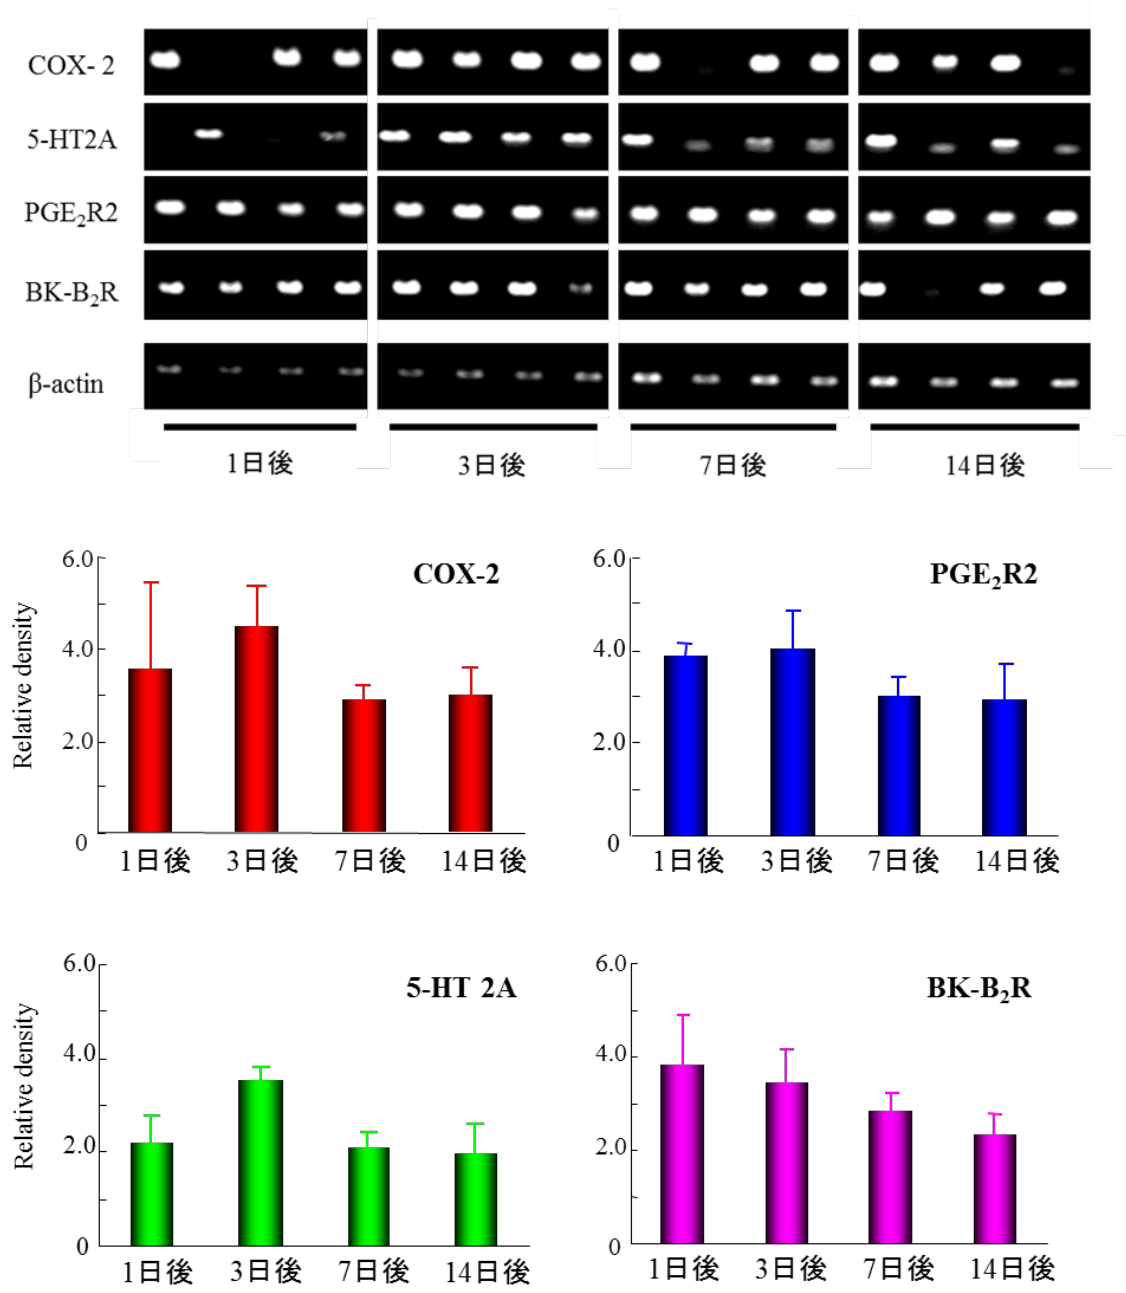 COX- 2
5-HT2A
PGE₂R2
BK-B₂R
β-actin
1日後 3日後 7日後 14日後
COX-2
Relative density
6.0
4.0
2.0
0
1日後 3日後 7日後 14日後
PGE₂R2
6.0
4.0
2.0
0
1日後 3日後 7日後 14日後
5-HT 2A
Relative density
6.0
4.0
2.0
0
1日後 3日後 7日後 14日後
BK-B₂R
6.0
4.0
2.0
0
1日後 3日後 7日後 14日後